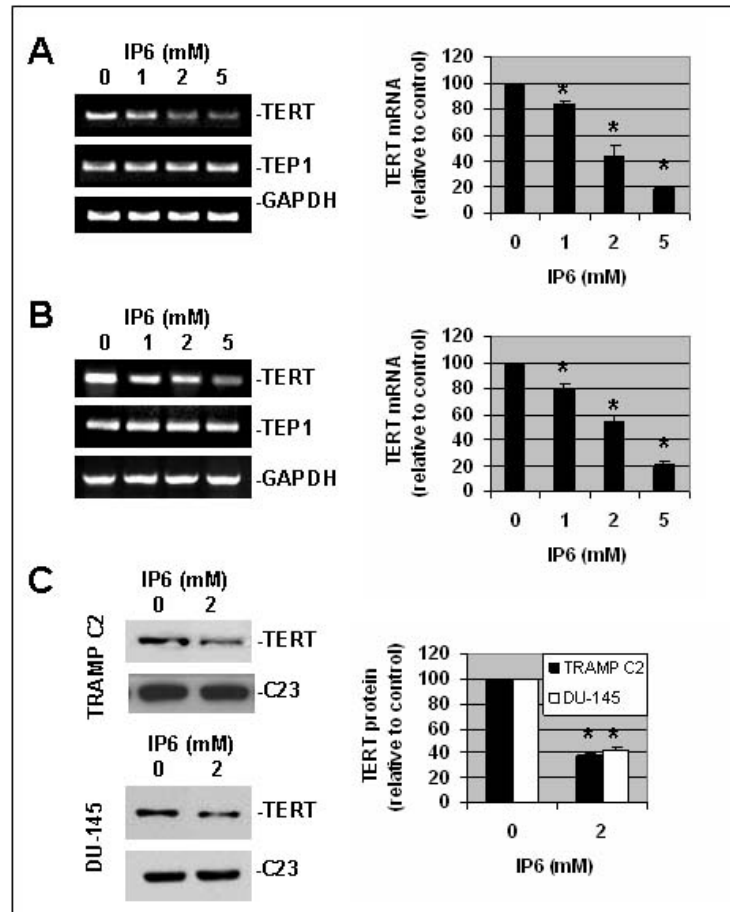 A
IP6 (mM)
0 1 2 5
-TERT
-TEP1
-GAPDH
120
100
80
60
40
20
0
TERT mRNA
(relative to control)
*
*
*
0 1 2 5
IP6 (mM)
B
IP6 (mM)
0 1 2 5
-TERT
-TEP1
-GAPDH
120
100
80
60
40
20
0
TERT mRNA
(relative to control)
*
*
*
0 1 2 5
IP6 (mM)
C
IP6 (mM)
0 2
TRAMP C2
-TERT
-C23
IP6 (mM)
0 2
DU-145
-TERT
-C23
120
100
80
60
40
20
0
TERT protein
(relative to control)
TRAMP C2
DU-145
* *
0 2
IP6 (mM)